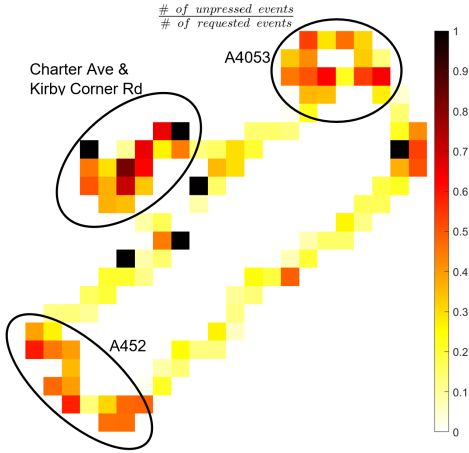 # of unpressed events
# of requested events
A4053
Charter Ave &
Kirby Corner Rd
A452
1
0.9
0.8
0.7
0.6
0.5
0.4
0.3
0.2
0.1
0